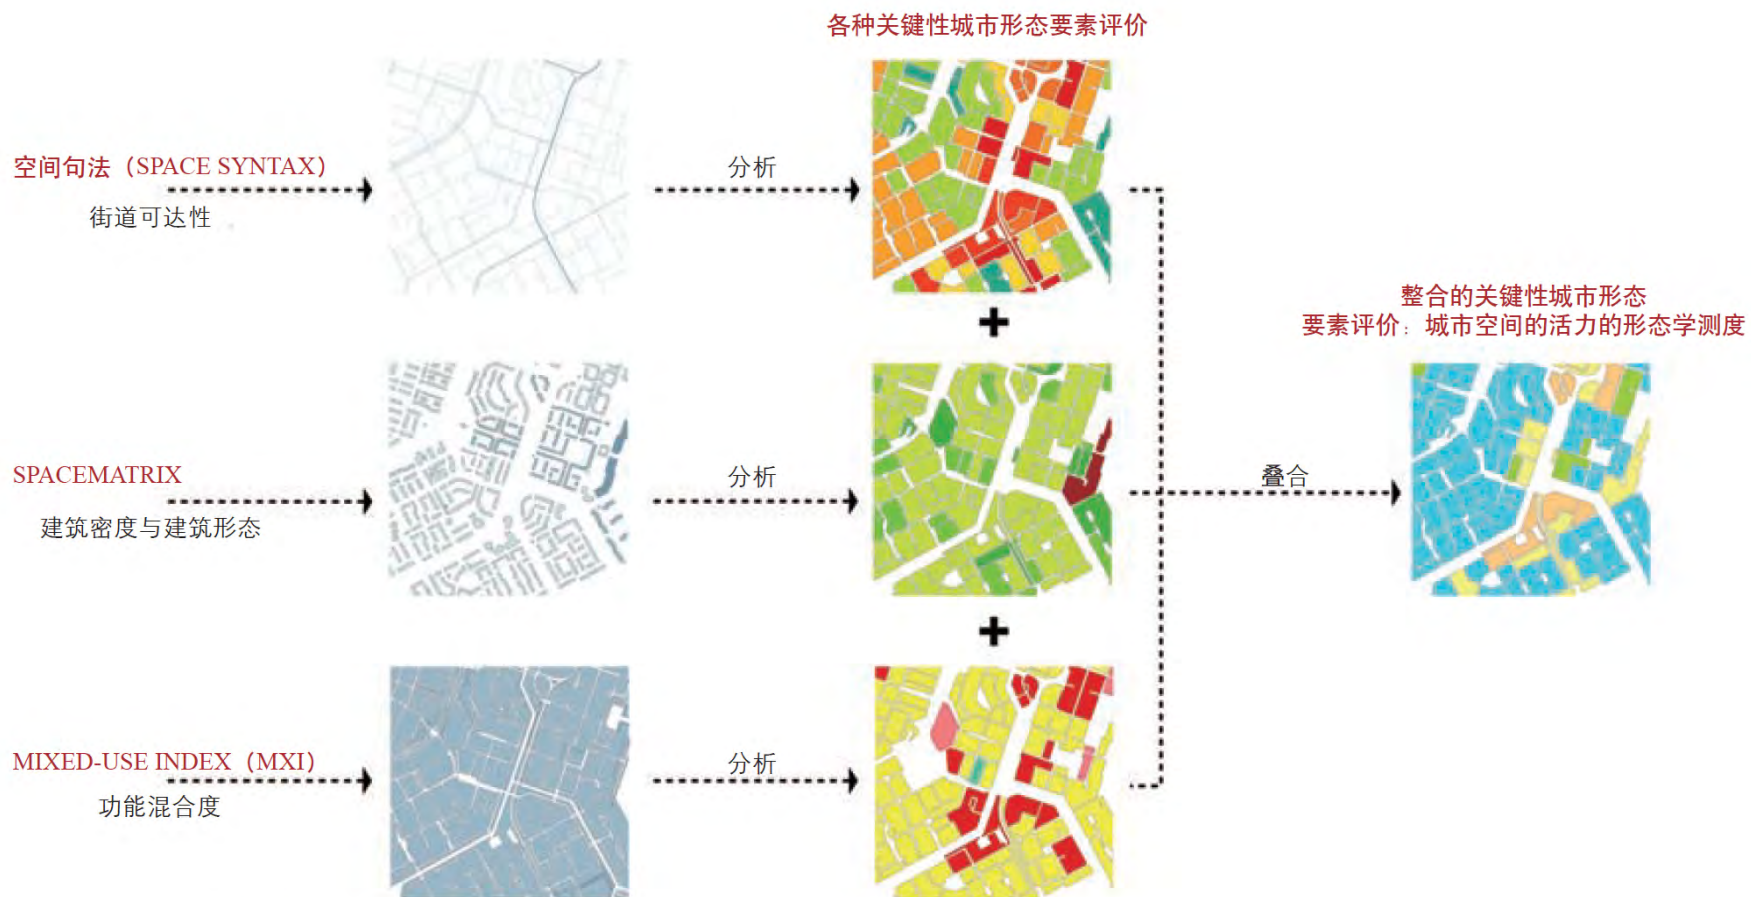 各种关键性城市形态要素评价
空间句法（SPACE SYNTAX）
街道可达性
分析
整合的关键性城市形态
要素评价：城市空间的活力的形态学测度
SPACEMATRIX
建筑密度与建筑形态
分析
叠合
MIXED-USE INDEX（MXI）
功能混合度
分析